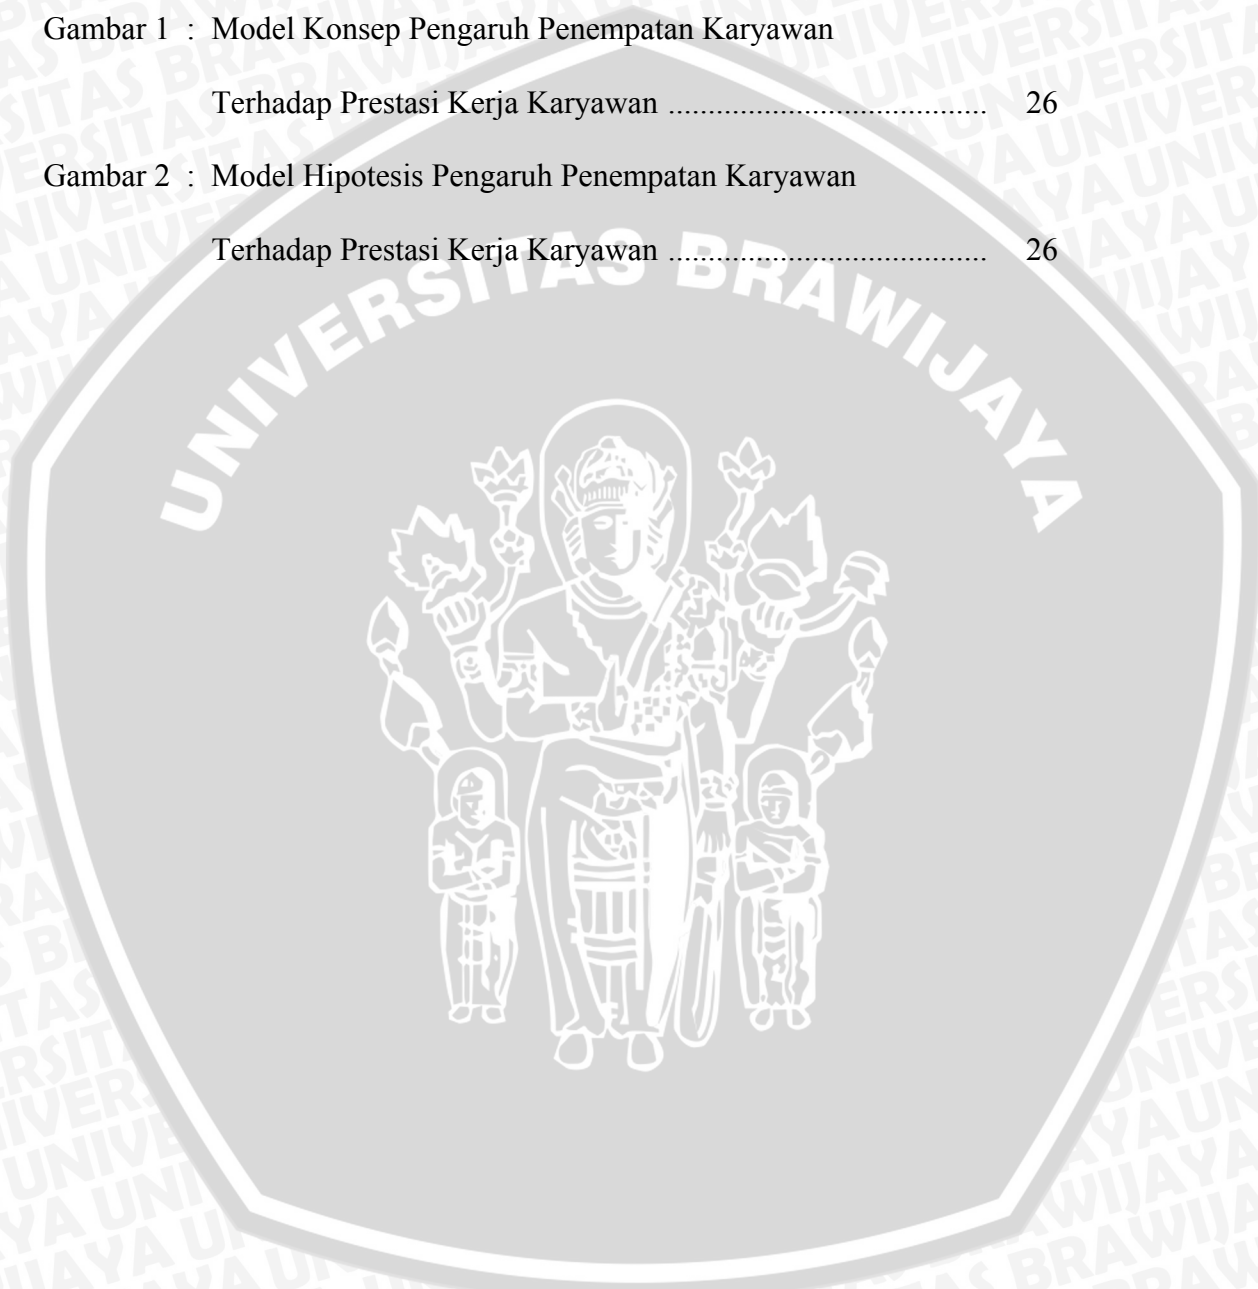 Gambar 1 : Model Konsep Pengaruh Penempatan Karyawan
Terhadap Prestasi Kerja Karyawan ........................................ 26
Gambar 2 : Model Hipotesis Pengaruh Penempatan Karyawan
Terhadap Prestasi Kerja Karyawan ........................................ 26
UNIVERSITAS BRAWIJAYA